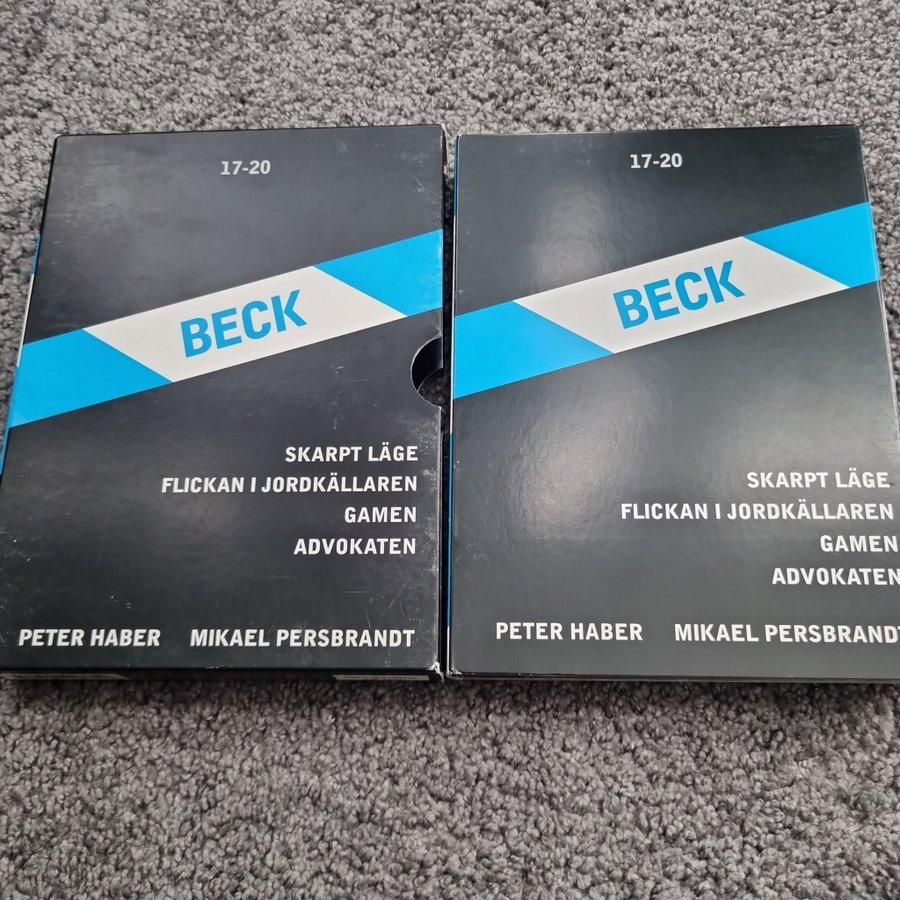 17-20
BECK
SKARPT LÄGE
FLICKAN I JORDKÄLLAREN
GAMEN
ADVOKATEN
PETER HABER MIKAEL PERSBRANDT
17-20
BECK
SKARPT LÄGE
FLICKAN I JORDKÄLLAREN
GAMEN
ADVOKATEN
PETER HABER MIKAEL PERSBRANDT